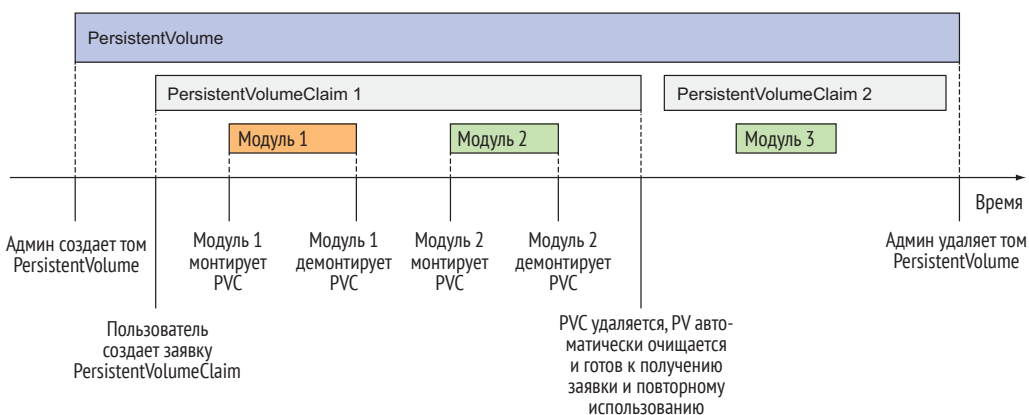 PersistentVolume
PersistentVolumeClaim 1
PersistentVolumeClaim 2
Модуль 1
Модуль 2
Модуль 3
Время
Админ создает том
PersistentVolume
Модуль 1
монтирует
PVC
Модуль 1
демонтирует
PVC
Модуль 2
монтирует
PVC
Модуль 2
демонтирует
PVC
Админ удаляет том
PersistentVolume
Пользователь
создает заявку
PersistentVolumeClaim
PVC удаляется, PV авто-
матически очищается
и готов к получению
заявки и повторному
использованию